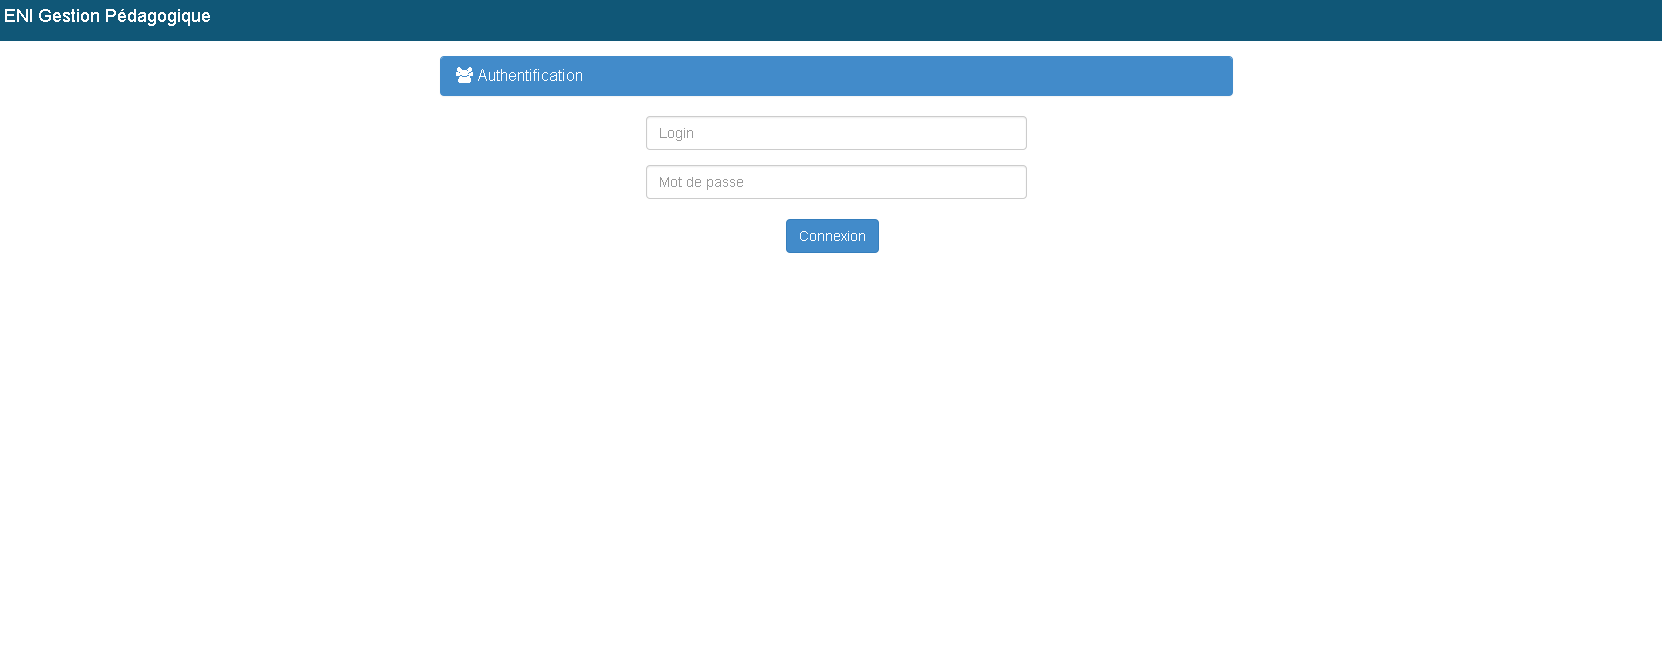 ENI Gestion Pédagogique
Authentification
Login
Mot de passe
Connexion